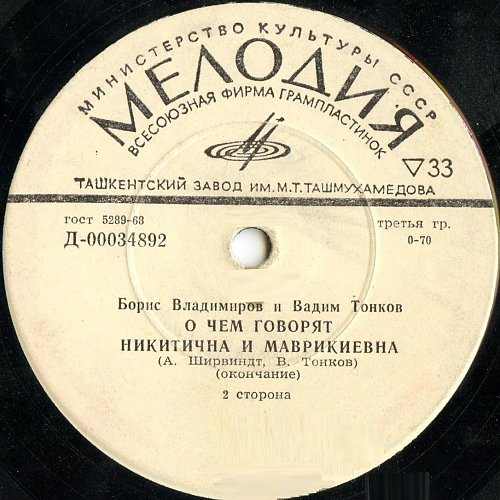 МИНИСТЕРСТВО КУЛЬТУРЫ СССР
МЕЛОДИЯ
ВСЕСОЮЗНАЯ ФИРМА ГРАМПЛАСТИНОК
▽33
ТАШКЕНТСКИЙ ЗАВОД ИМ. М. Т. ТАШМУХАМЕДОВА
гост 5289-68
третья гр.
Д-00034892
0-70
Борис Владимиров и Вадим Тонков
О ЧЕМ ГОВОРЯТ
НИКИТИЧНА И МАВРИКИЕВНА
(А. Ширвиндт, В. Тонков)
(окончание)
2 сторона